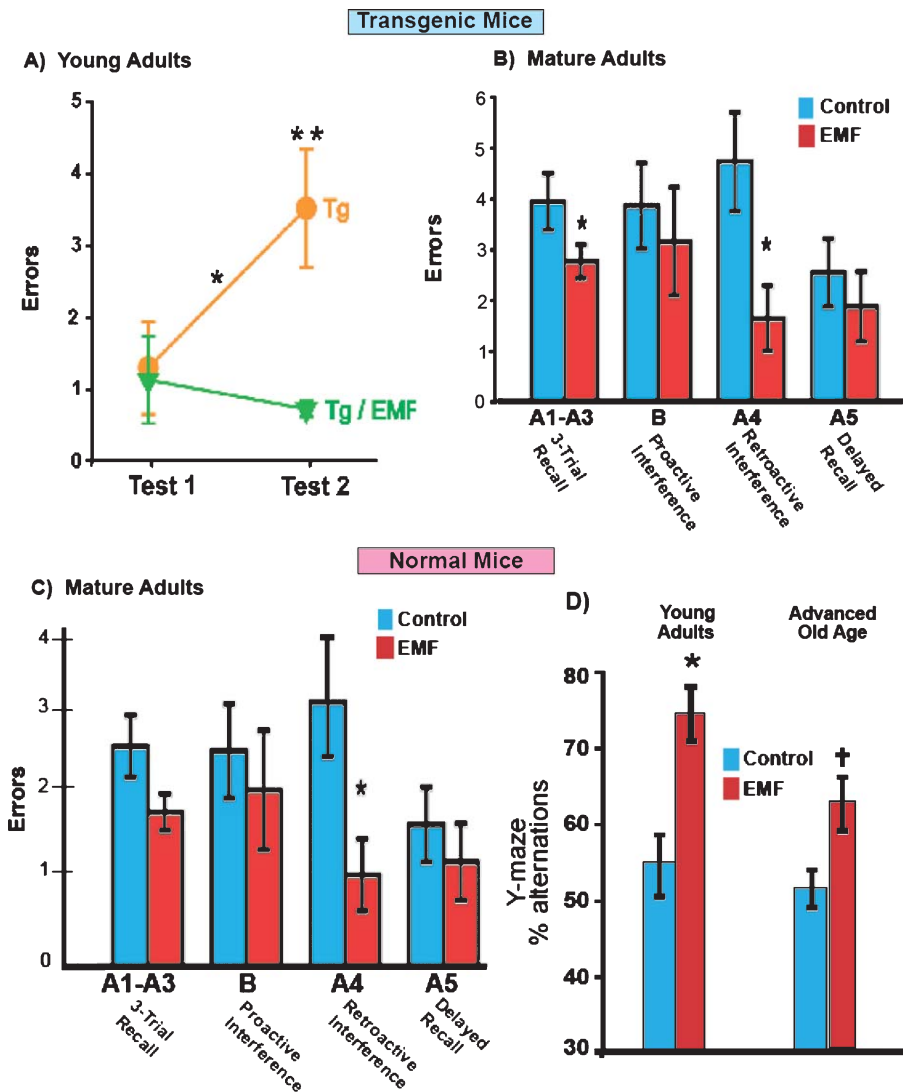 Transgenic Mice
A) Young Adults
5
4
3
2
1
0
Errors
**
*
Tg
Tg / EMF
Test 1
Test 2
B) Mature Adults
6
5
4
3
2
1
0
Errors
Control
EMF
*
*
A1-A3
B
A4
A5
3-Trial
Recall
Proactive
Interference
Retroactive
Interference
Delayed
Recall
Normal Mice
C) Mature Adults
4
3
2
1
0
Errors
Control
EMF
*
A1-A3
B
A4
A5
3-Trial
Recall
Proactive
Interference
Retroactive
Interference
Delayed
Recall
D)
Young
Adults
Advanced
Old Age
80
70
60
50
40
30
Y-maze
% alternations
Control
EMF
*
†